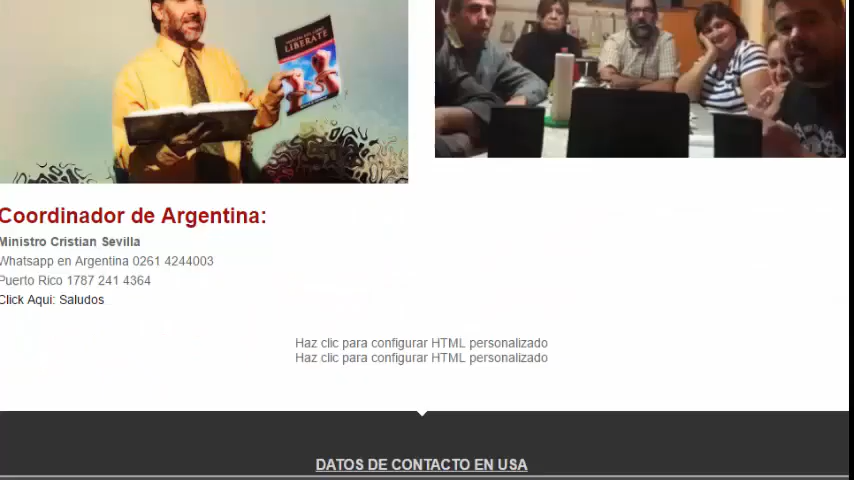 LIBERATE
Coordinador de Argentina:
Ministro Cristian Sevilla
Whatsapp en Argentina 0261 4244003
Puerto Rico 1787 241 4364
Click Aqui: Saludos
Haz clic para configurar HTML personalizado
Haz clic para configurar HTML personalizado
DATOS DE CONTACTO EN USA